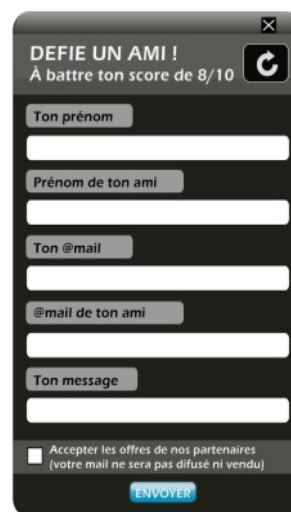 DEFIE UN AMI !
À battre ton score de 8/10
Ton prénom
Prénom de ton ami
Ton @mail
@mail de ton ami
Ton message
Accepter les offres de nos partenaires
(votre mail ne sera pas difusé ni vendu)
ENVOYER